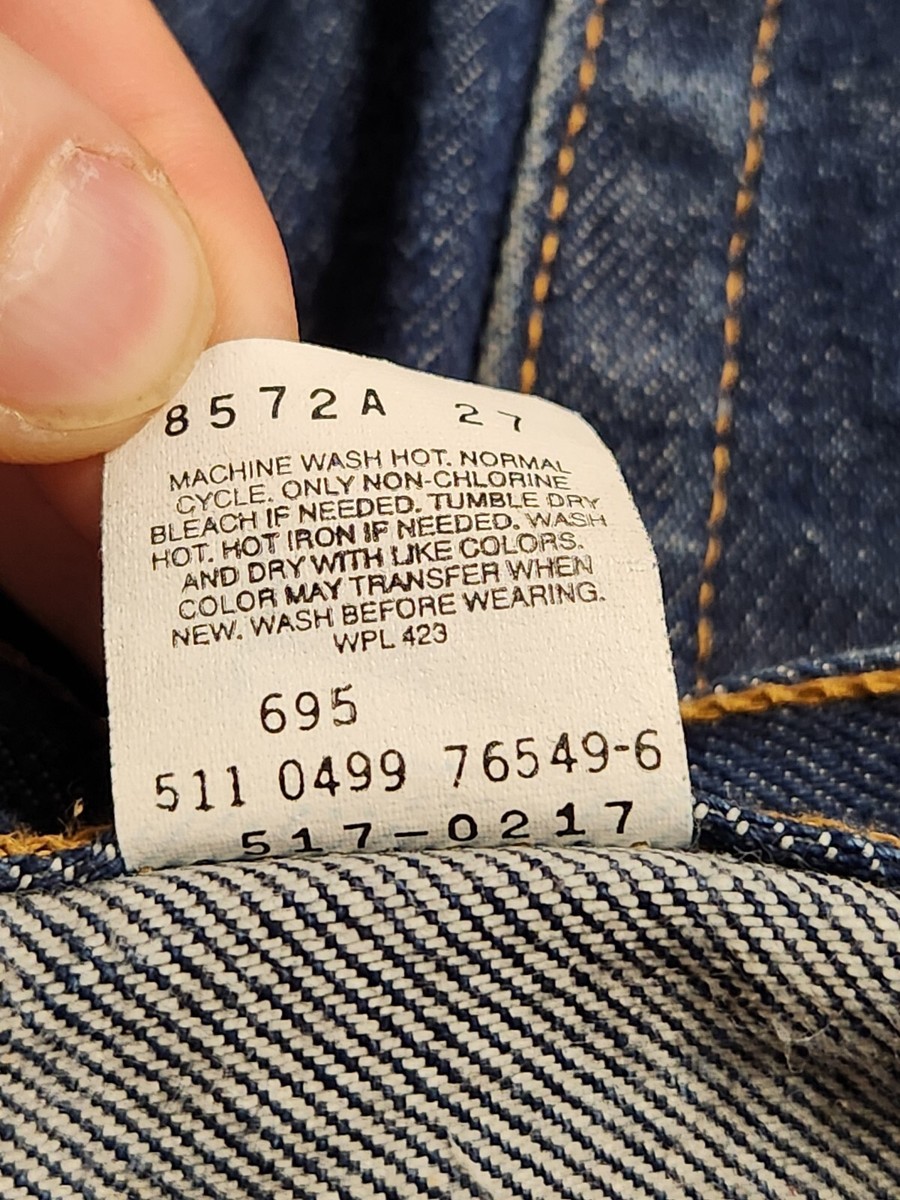 8572A 27
MACHINE WASH HOT. NORMAL
CYCLE. ONLY NON-CHLORINE
BLEACH IF NEEDED. TUMBLE DRY
HOT. HOT IRON IF NEEDED. WASH
AND DRY WITH LIKE COLORS.
COLOR MAY TRANSFER WHEN
NEW. WASH BEFORE WEARING.
WPL 423
695
511 0499 76549-6
517-0217